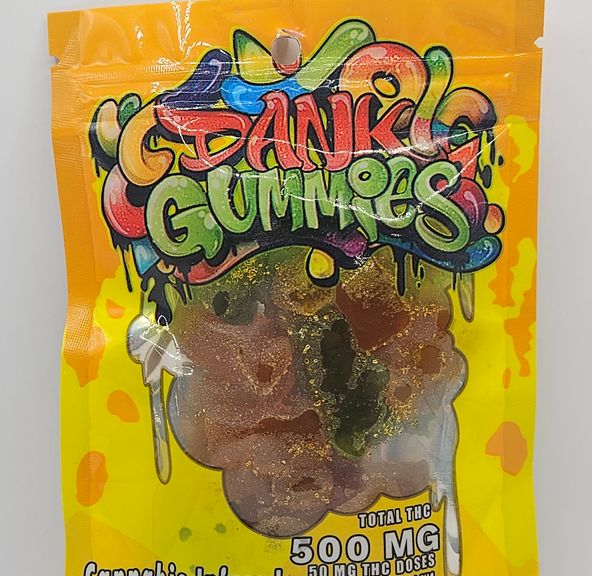 DANK
GUMMIES
TOTAL THC
500 MG
50 MG THC DOSES